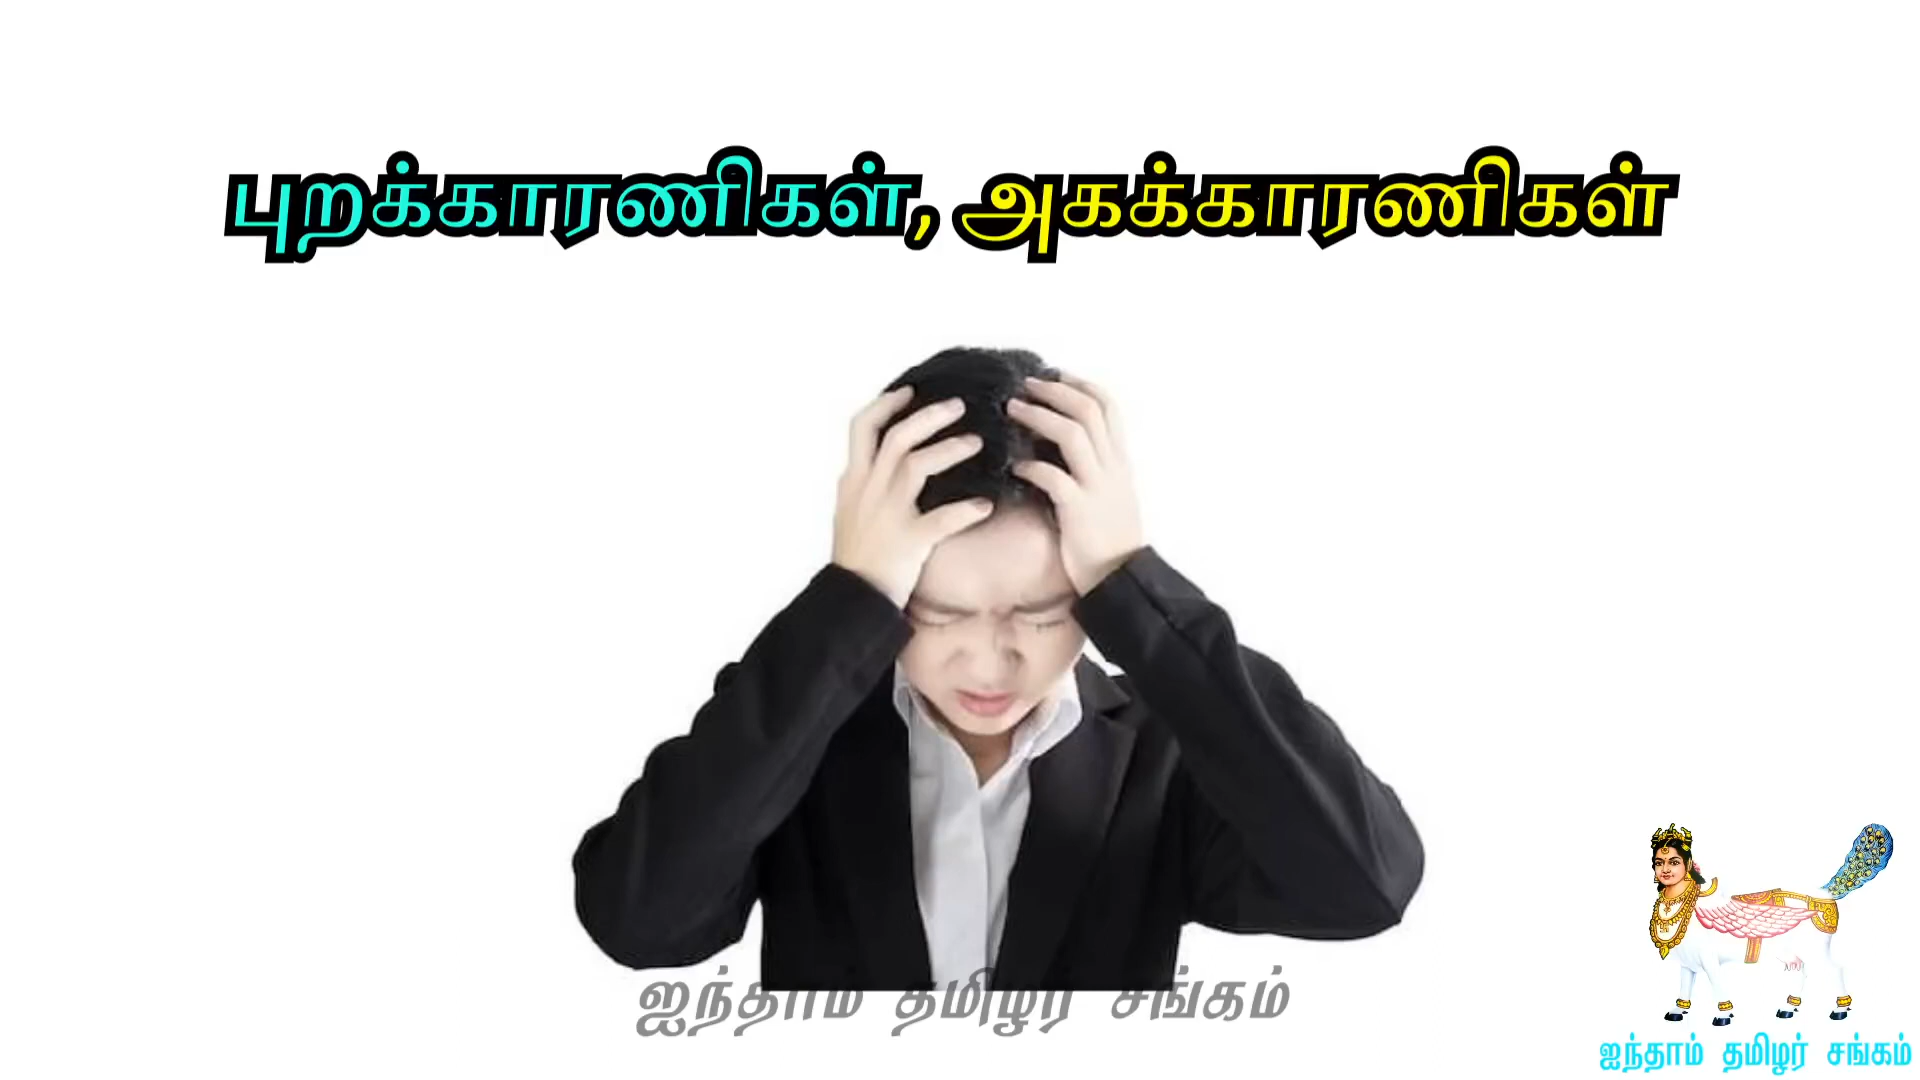 புறக்காரணிகள், அகக்காரணிகள்
ஐந்தாம் தமிழர் சங்கம்
ஐந்தாம் தமிழர் சங்கம்